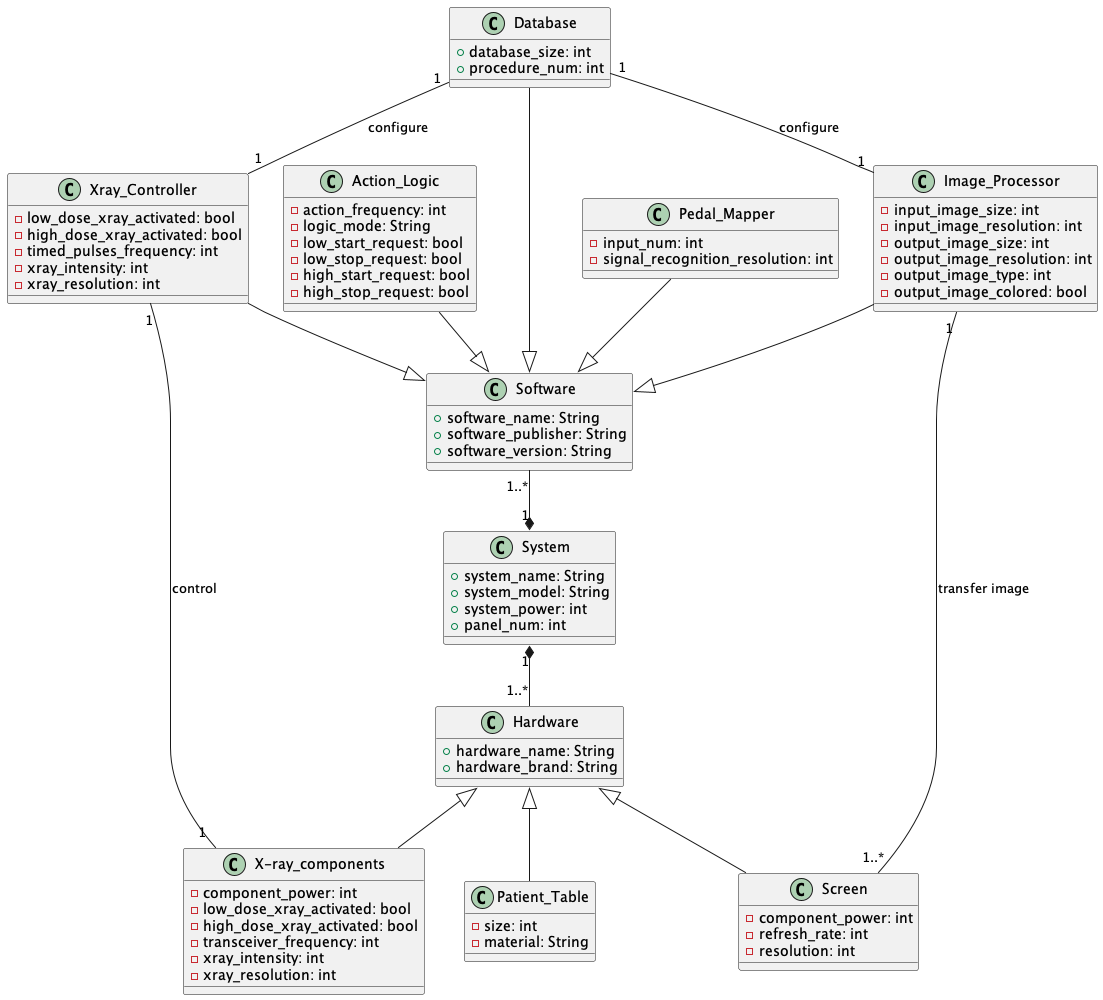 C Database
database_size: int
procedure_num: int
1
1
configure
configure
1
1
C Xray_Controller
low_dose_xray_activated: bool
high_dose_xray_activated: bool
timed_pulses_frequency: int
xray_intensity: int
xray_resolution: int
C Action_Logic
action_frequency: int
logic_mode: String
low_start_request: bool
low_stop_request: bool
high_start_request: bool
high_stop_request: bool
C Pedal_Mapper
input_num: int
signal_recognition_resolution: int
C Image_Processor
input_image_size: int
input_image_resolution: int
output_image_size: int
output_image_resolution: int
output_image_type: int
output_image_colored: bool
1
1
C Software
software_name: String
software_publisher: String
software_version: String
1..*
1
C System
system_name: String
system_model: String
system_power: int
panel_num: int
control
transfer image
1
1..*
C Hardware
hardware_name: String
hardware_brand: String
1
1..*
C X-ray_components
component_power: int
low_dose_xray_activated: bool
high_dose_xray_activated: bool
transceiver_frequency: int
xray_intensity: int
xray_resolution: int
C Patient_Table
size: int
material: String
C Screen
component_power: int
refresh_rate: int
resolution: int